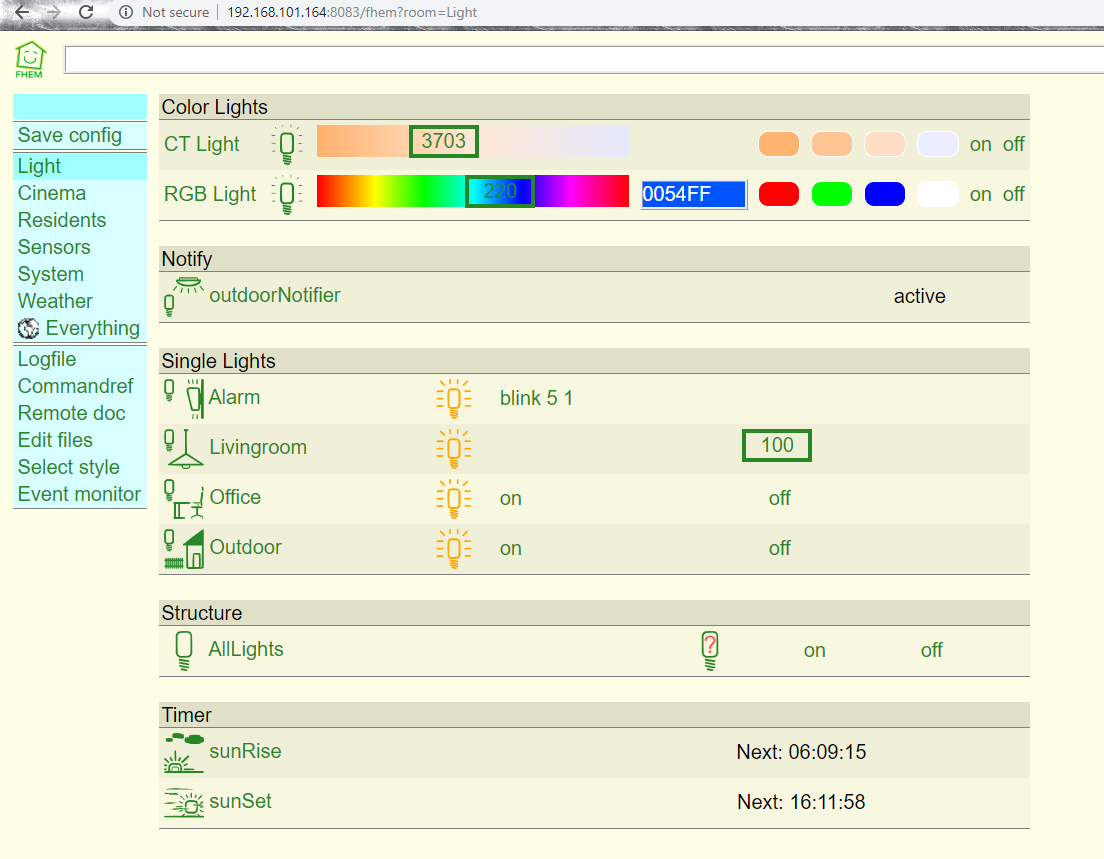 Not secure 192.168.101.164:8083/fhem?room=Light
FHEM
Save config
Light
Cinema
Residents
Sensors
System
Weather
Everything
Logfile
Commandref
Remote doc
Edit files
Select style
Event monitor
Color Lights
CT Light 3703 on off
RGB Light 220 0054FF on off
Notify
outdoorNotifier active
Single Lights
Alarm blink 5 1
Livingroom 100
Office on off
Outdoor on off
Structure
AllLights ? on off
Timer
sunRise Next: 06:09:15
sunSet Next: 16:11:58